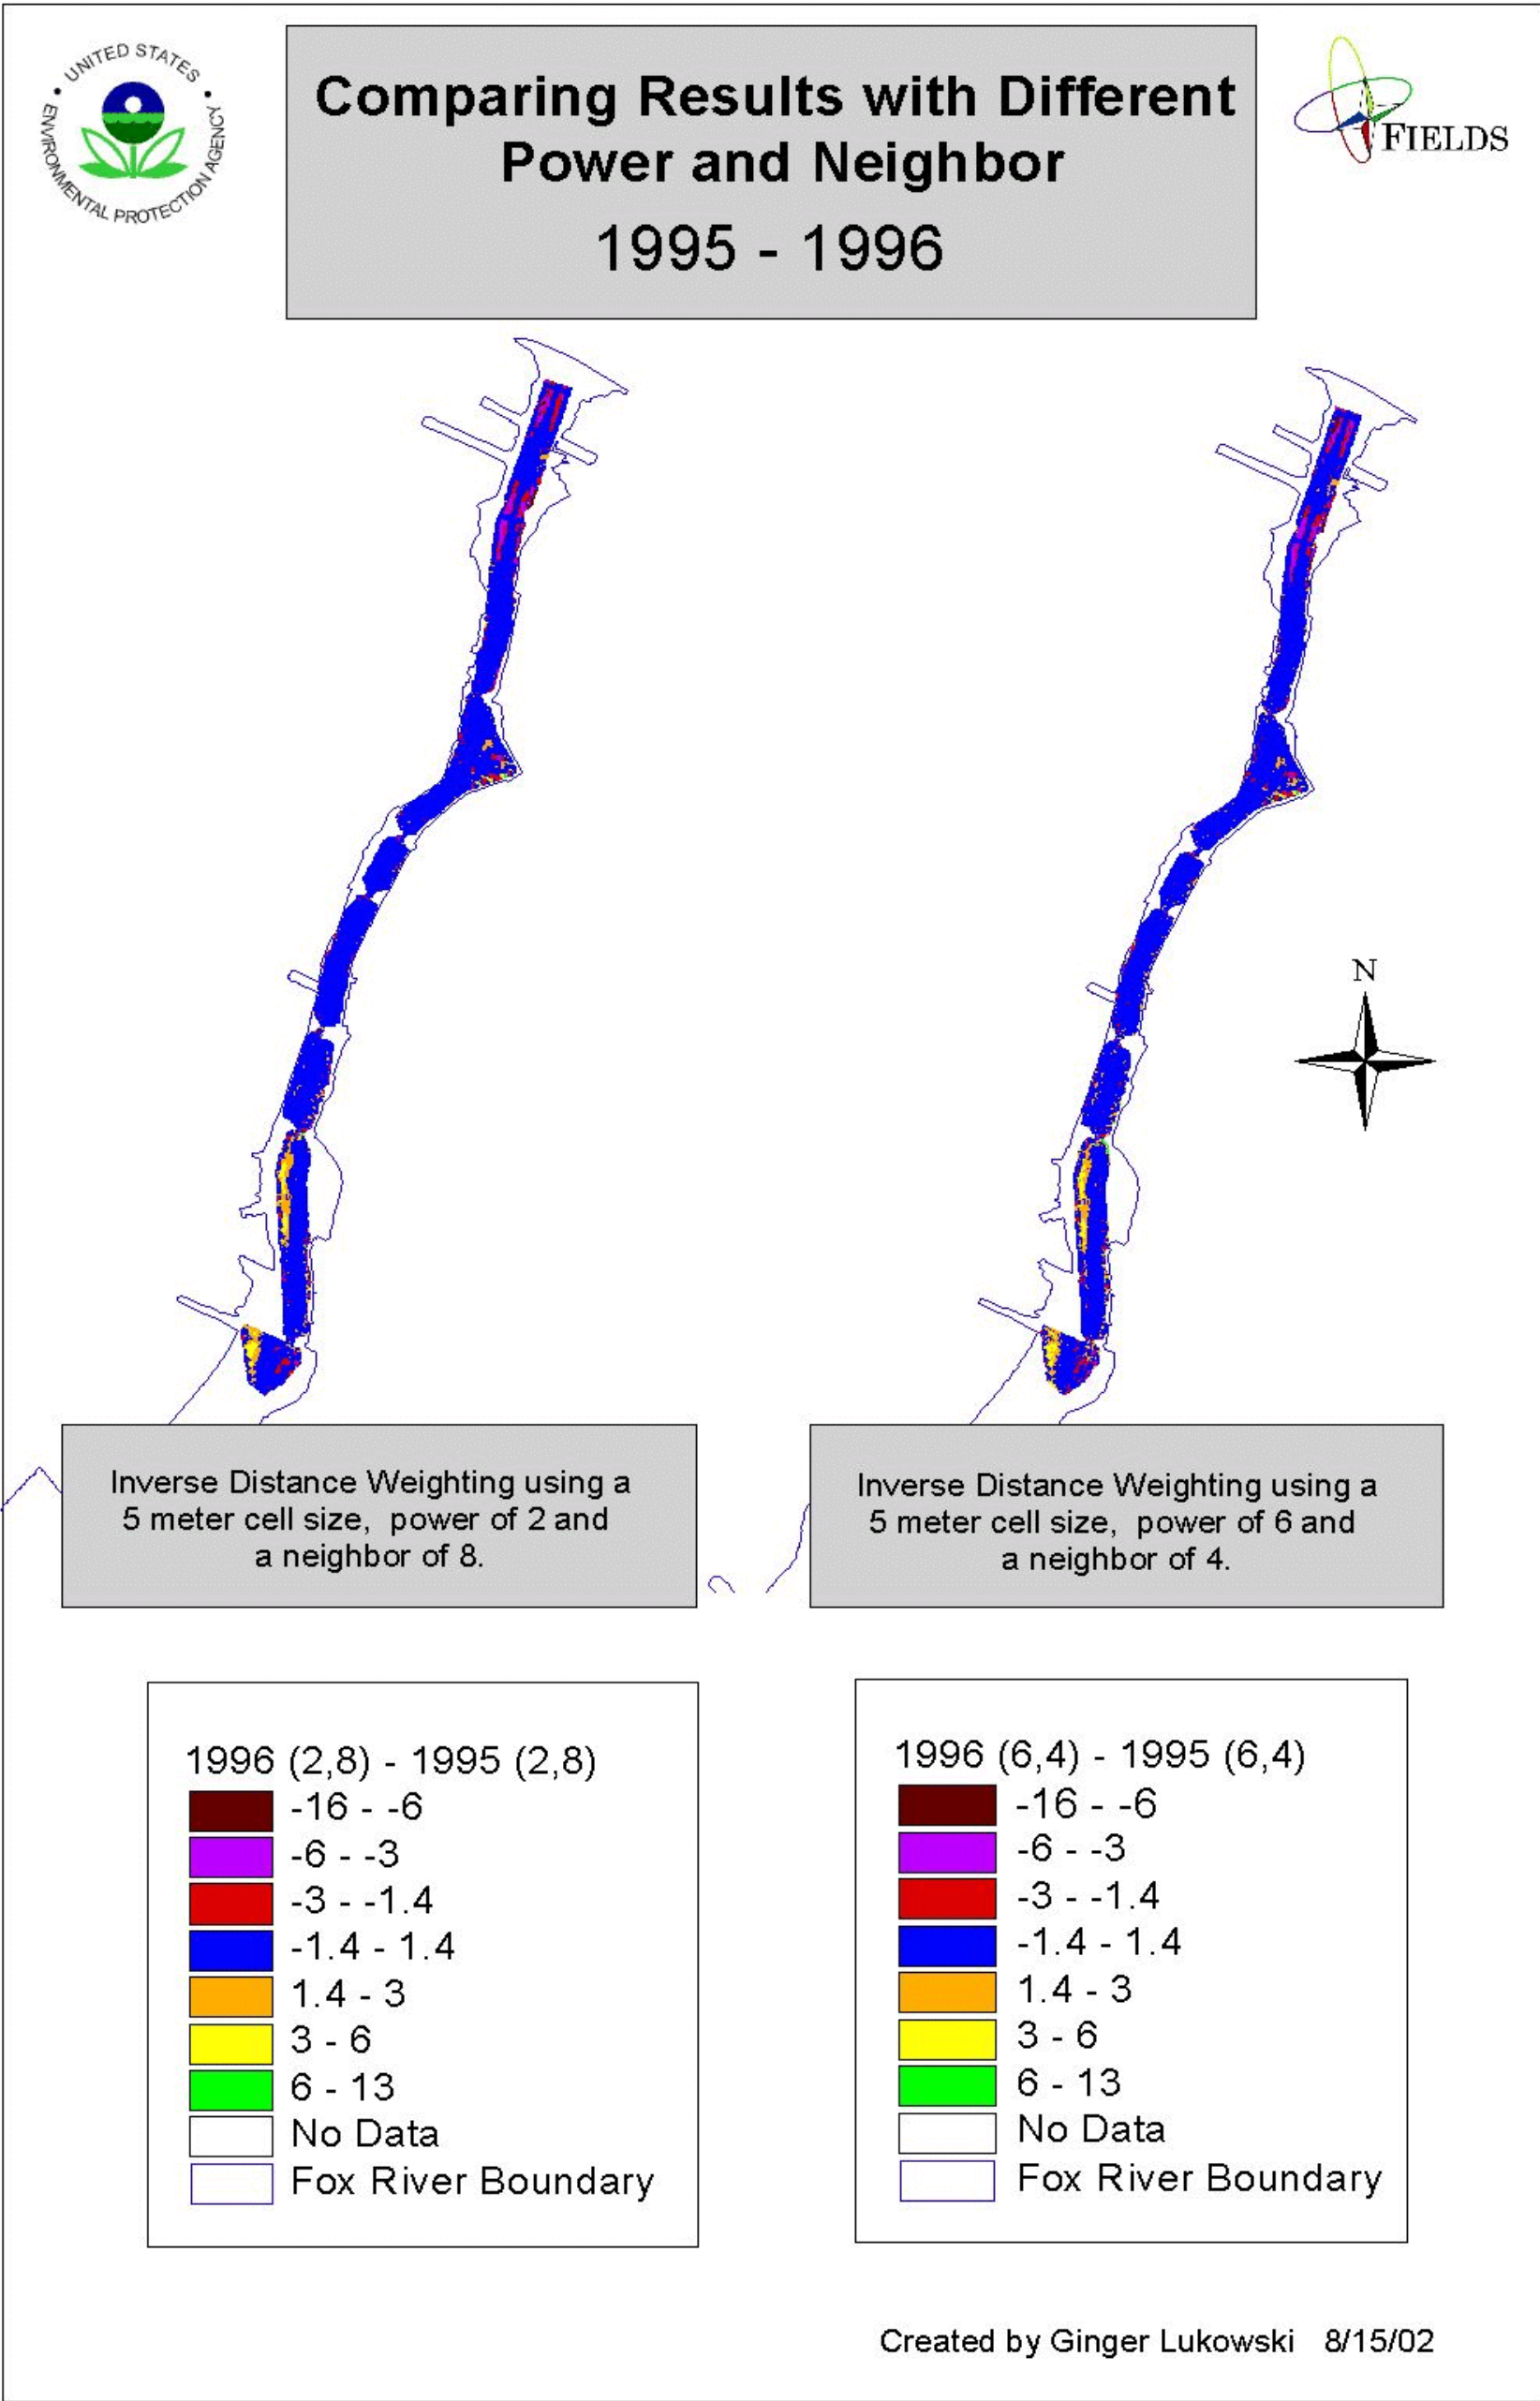 UNITED STATES
ENVIRONMENTAL PROTECTION AGENCY
Comparing Results with Different
Power and Neighbor
1995 - 1996
FIELDS
N
Inverse Distance Weighting using a
5 meter cell size, power of 2 and
a neighbor of 8.
Inverse Distance Weighting using a
5 meter cell size, power of 6 and
a neighbor of 4.
1996 (2,8) - 1995 (2,8)
-16 - -6
-6 - -3
-3 - -1.4
-1.4 - 1.4
1.4 - 3
3 - 6
6 - 13
No Data
Fox River Boundary
1996 (6,4) - 1995 (6,4)
-16 - -6
-6 - -3
-3 - -1.4
-1.4 - 1.4
1.4 - 3
3 - 6
6 - 13
No Data
Fox River Boundary
Created by Ginger Lukowski 8/15/02